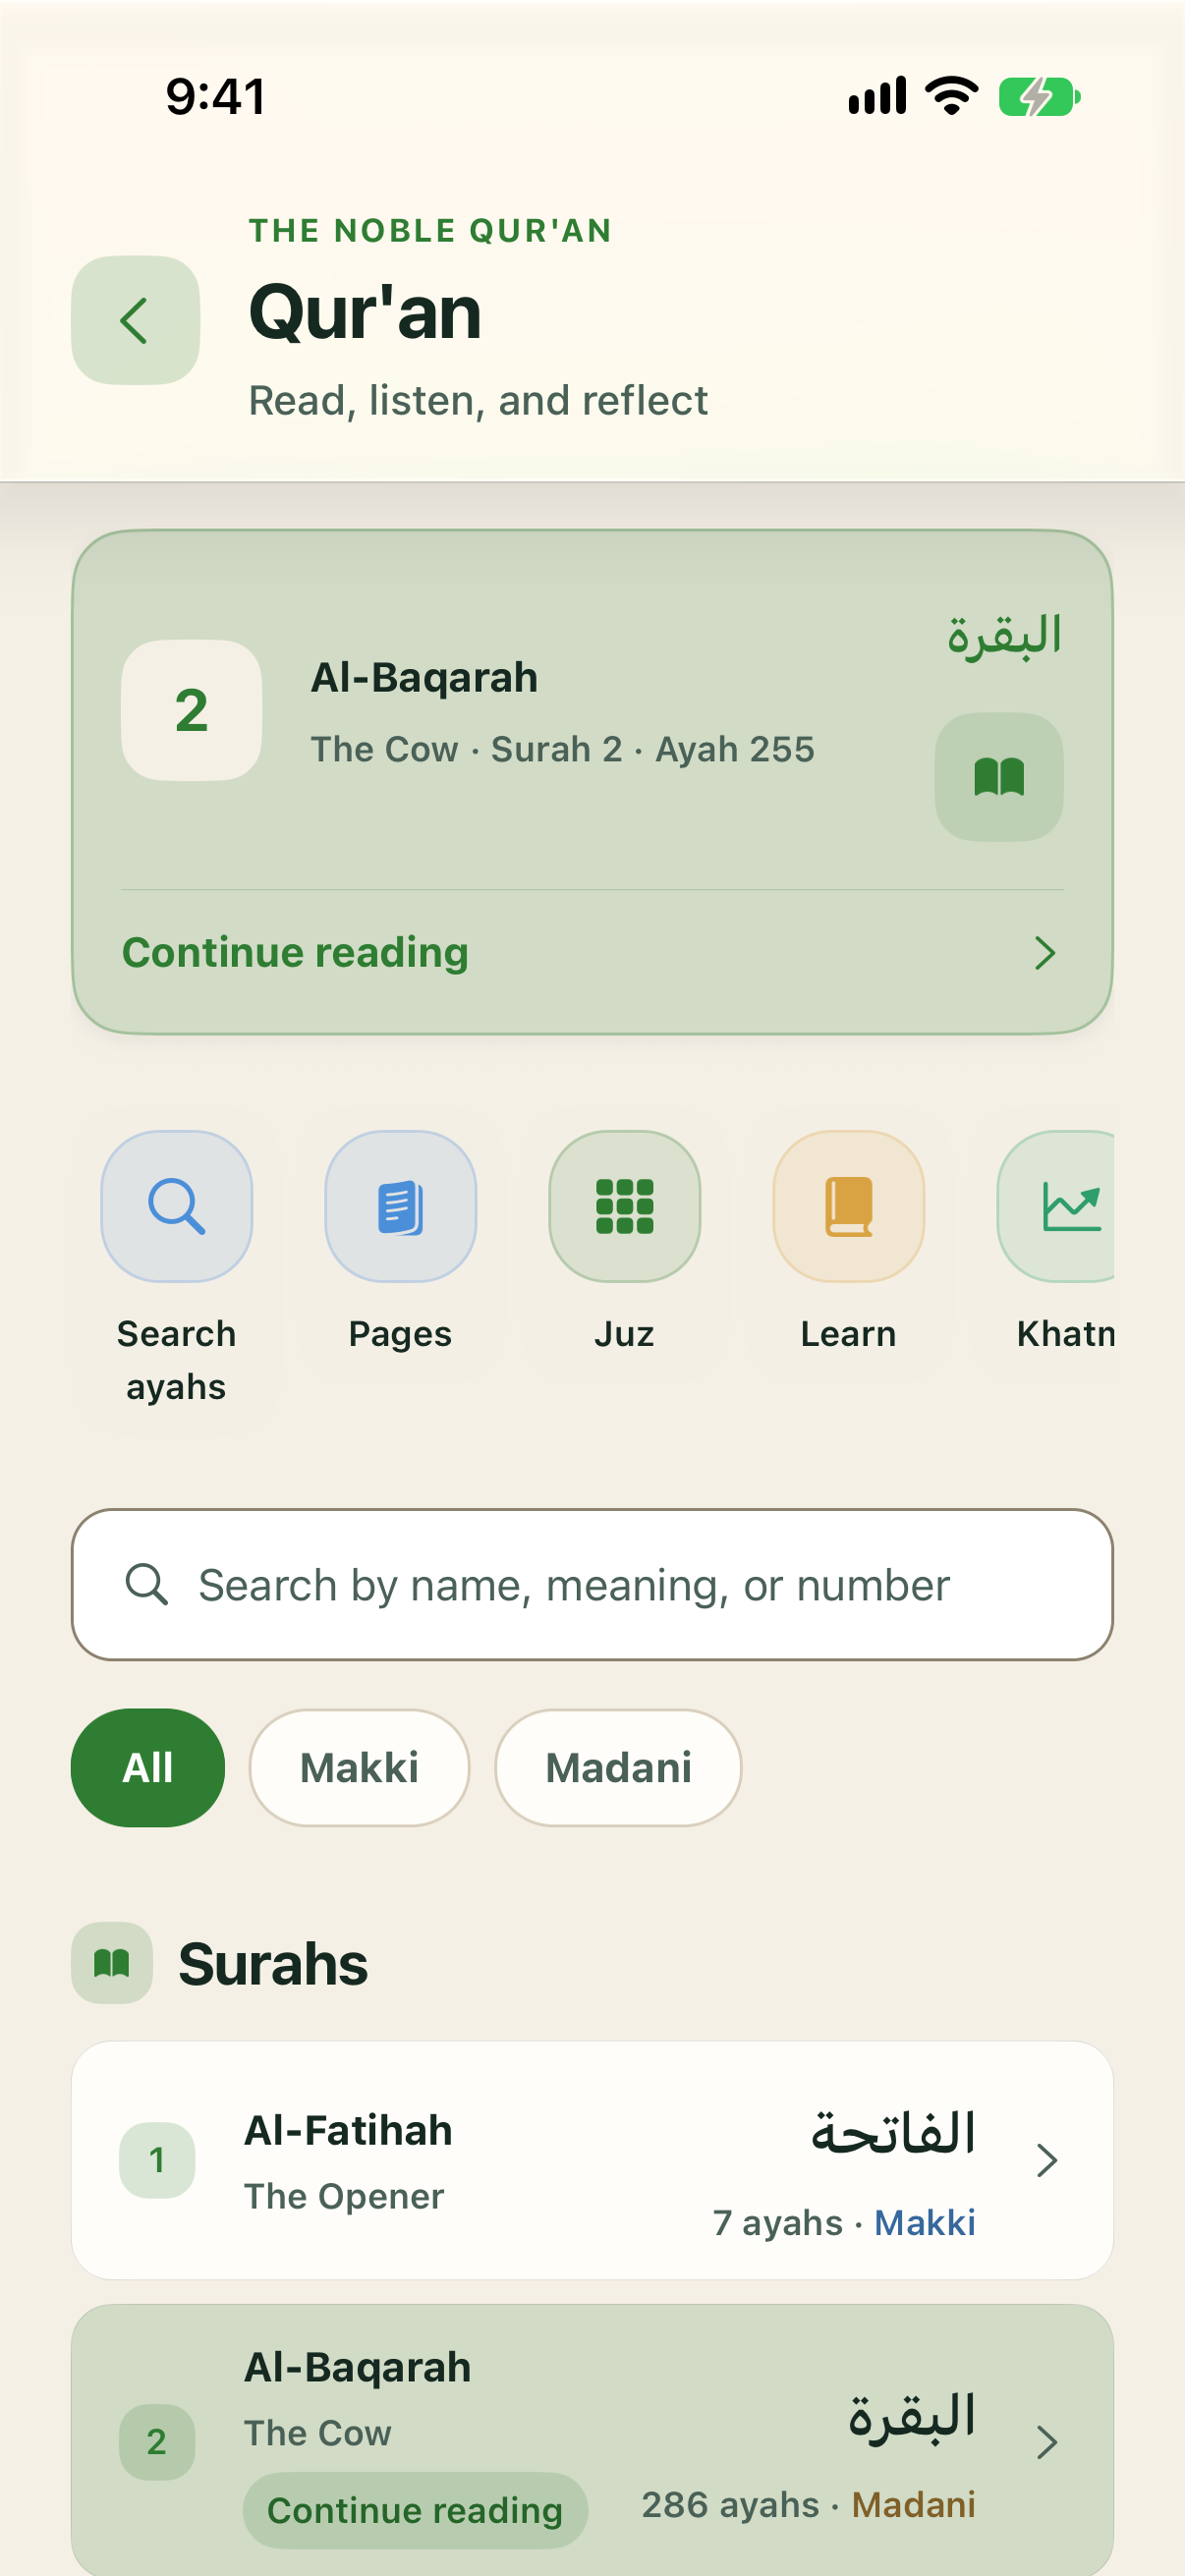 9:41
THE NOBLE QUR'AN
Qur'an
Read, listen, and reflect
البقرة
2
Al-Baqarah
The Cow · Surah 2 · Ayah 255
Continue reading
Search ayahs
Pages
Juz
Learn
Search by name, meaning, or number
All
Makki
Madani
Surahs
1
Al-Fatihah
The Opener
الفاتحة
7 ayahs · Makki
2
Al-Baqarah
The Cow
Continue reading
البقرة
286 ayahs · Madani